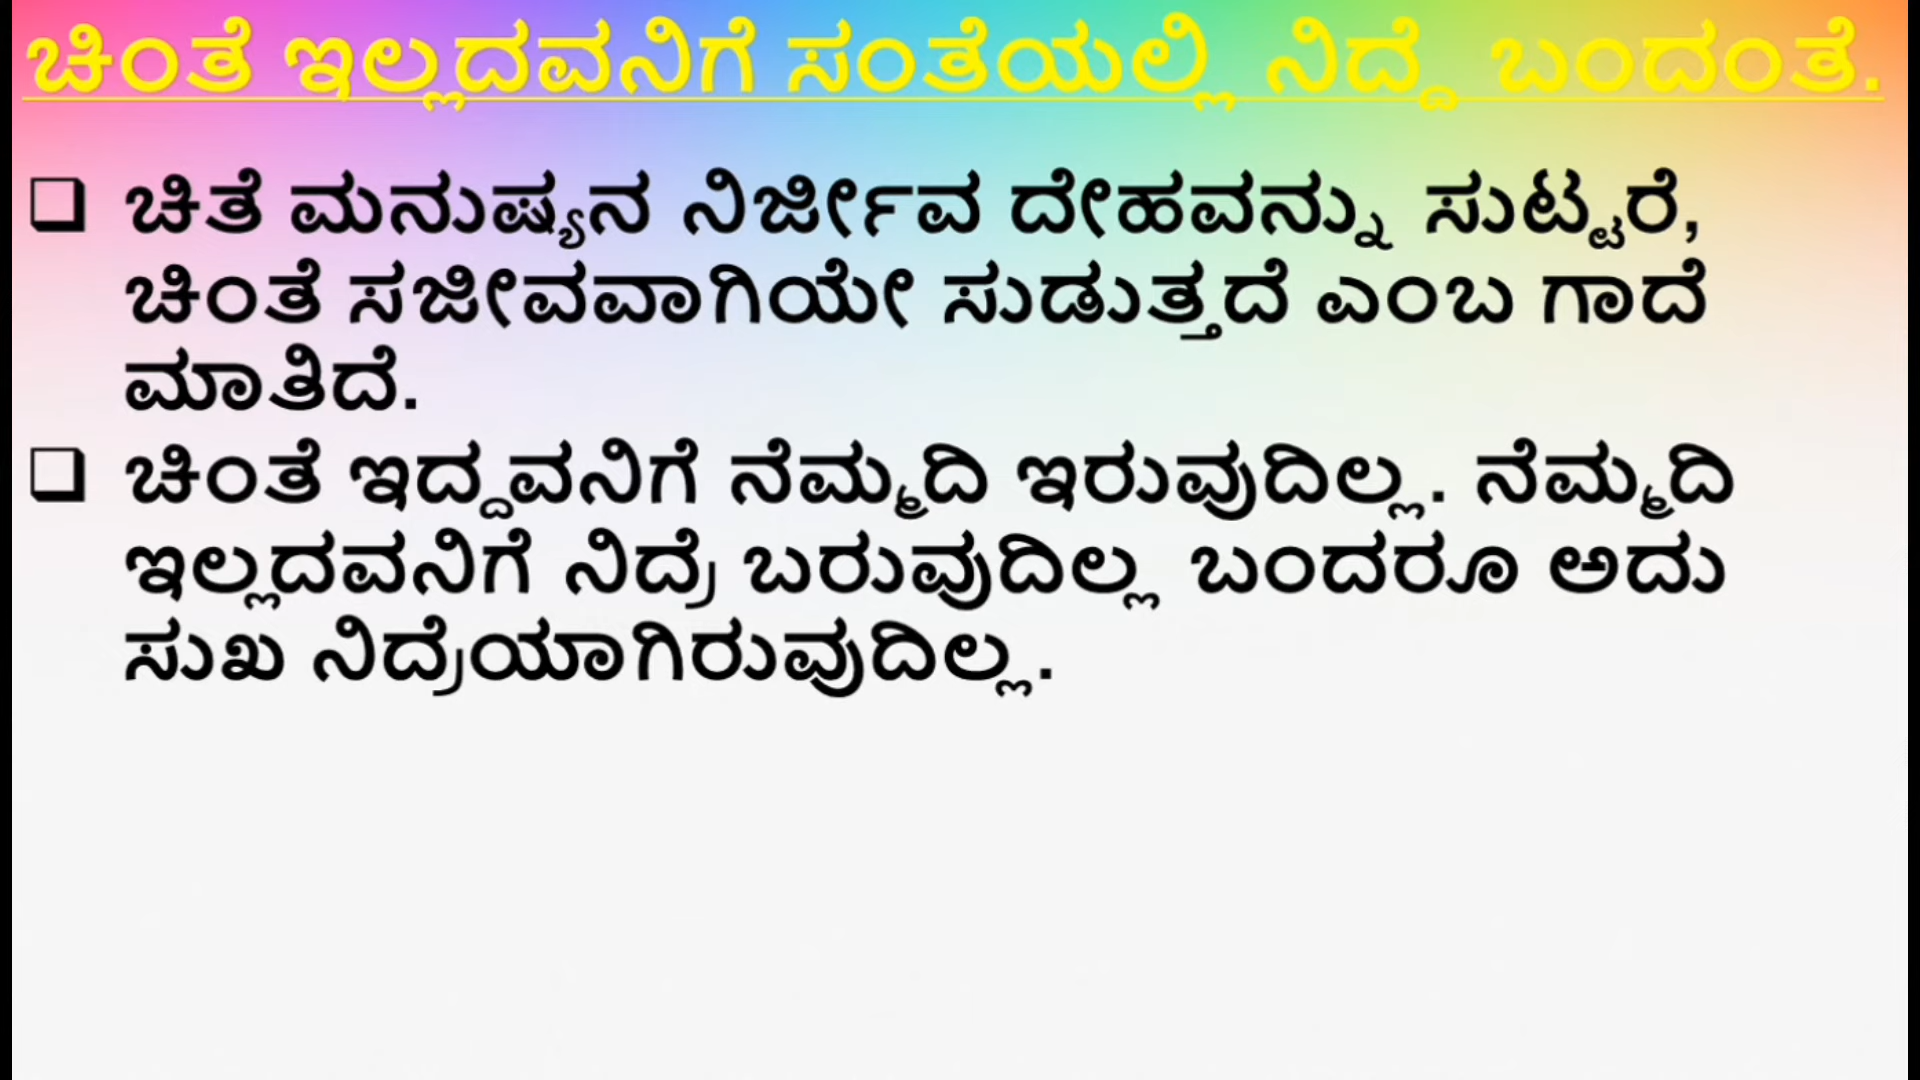 ಚಿಂತೆ ಇಲ್ಲದವನಿಗೆ ಸಂತೆಯಲ್ಲಿ ನಿದ್ದೆ ಬಂದಂತೆ.
❑ ಚಿತೆ ಮನುಷ್ಯನ ನಿರ್ಜೀವ ದೇಹವನ್ನು ಸುಟ್ಟರೆ,
ಚಿಂತೆ ಸಜೀವವಾಗಿಯೇ ಸುಡುತ್ತದೆ ಎಂಬ ಗಾದೆ
ಮಾತಿದೆ.
❑ ಚಿಂತೆ ಇದ್ದವನಿಗೆ ನೆಮ್ಮದಿ ಇರುವುದಿಲ್ಲ. ನೆಮ್ಮದಿ
ಇಲ್ಲದವನಿಗೆ ನಿದ್ರೆ ಬರುವುದಿಲ್ಲ ಬಂದರೂ ಅದು
ಸುಖ ನಿದ್ರೆಯಾಗಿರುವುದಿಲ್ಲ.